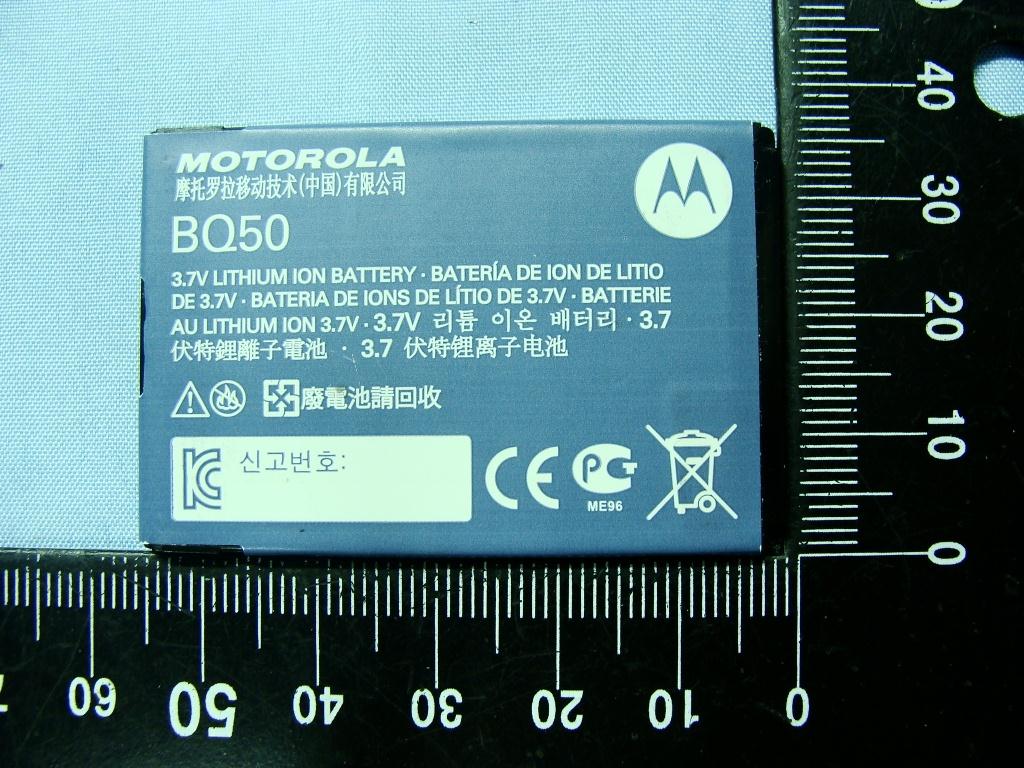 MOTOROLA
摩托罗拉移动技术(中国)有限公司
BQ50
3.7V LITHIUM ION BATTERY · BATERÍA DE ION DE LITIO
DE 3.7V · BATERIA DE IONS DE LÍTIO DE 3.7V · BATTERIE
AU LITHIUM ION 3.7V · 3.7V 리튬 이온 배터리 · 3.7
伏特鋰離子電池 · 3.7 伏特锂离子电池
廢電池請回收
신고번호:
CE
ME96
40
30
20
10
0
60
50
40
30
20
10
0